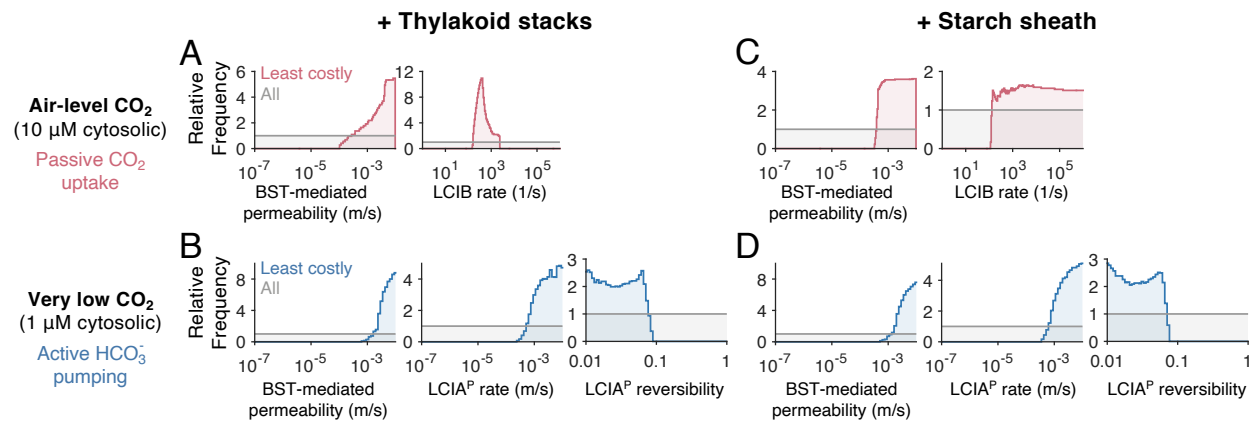 + Thylakoid stacks
+ Starch sheath
Air-level CO₂
(10 µM cytosolic)
Passive CO₂
uptake
A
Relative
Frequency
6
4
2
0
Least costly
All
10⁻⁷
10⁻⁵
10⁻³
BST-mediated
permeability (m/s)
12
8
4
0
10¹
10³
10⁵
LCIB rate (1/s)
C
4
2
0
10⁻⁷
10⁻⁵
10⁻³
BST-mediated
permeability (m/s)
2
1
0
10¹
10³
10⁵
LCIB rate (1/s)
Very low CO₂
(1 µM cytosolic)
Active HCO₃⁻
pumping
B
Relative
Frequency
8
4
0
Least costly
All
10⁻⁷
10⁻⁵
10⁻³
BST-mediated
permeability (m/s)
4
2
0
10⁻⁷
10⁻⁵
10⁻³
LCIAᴾ rate (m/s)
3
2
1
0
0.01
0.1
1
LCIAᴾ reversibility
D
8
4
0
10⁻⁷
10⁻⁵
10⁻³
BST-mediated
permeability (m/s)
4
2
0
10⁻⁷
10⁻⁵
10⁻³
LCIAᴾ rate (m/s)
3
2
1
0
0.01
0.1
1
LCIAᴾ reversibility